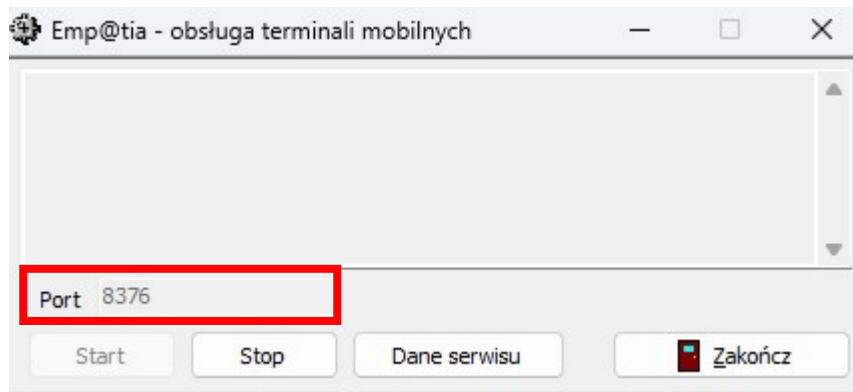 Emp@tia - obsługa terminali mobilnych
Port 8376
Start Stop Dane serwisu Zakończ